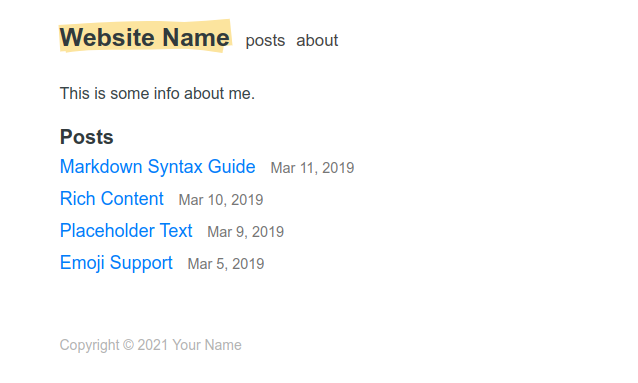 Website Name posts about
This is some info about me.
Posts
Markdown Syntax Guide Mar 11, 2019
Rich Content Mar 10, 2019
Placeholder Text Mar 9, 2019
Emoji Support Mar 5, 2019
Copyright © 2021 Your Name